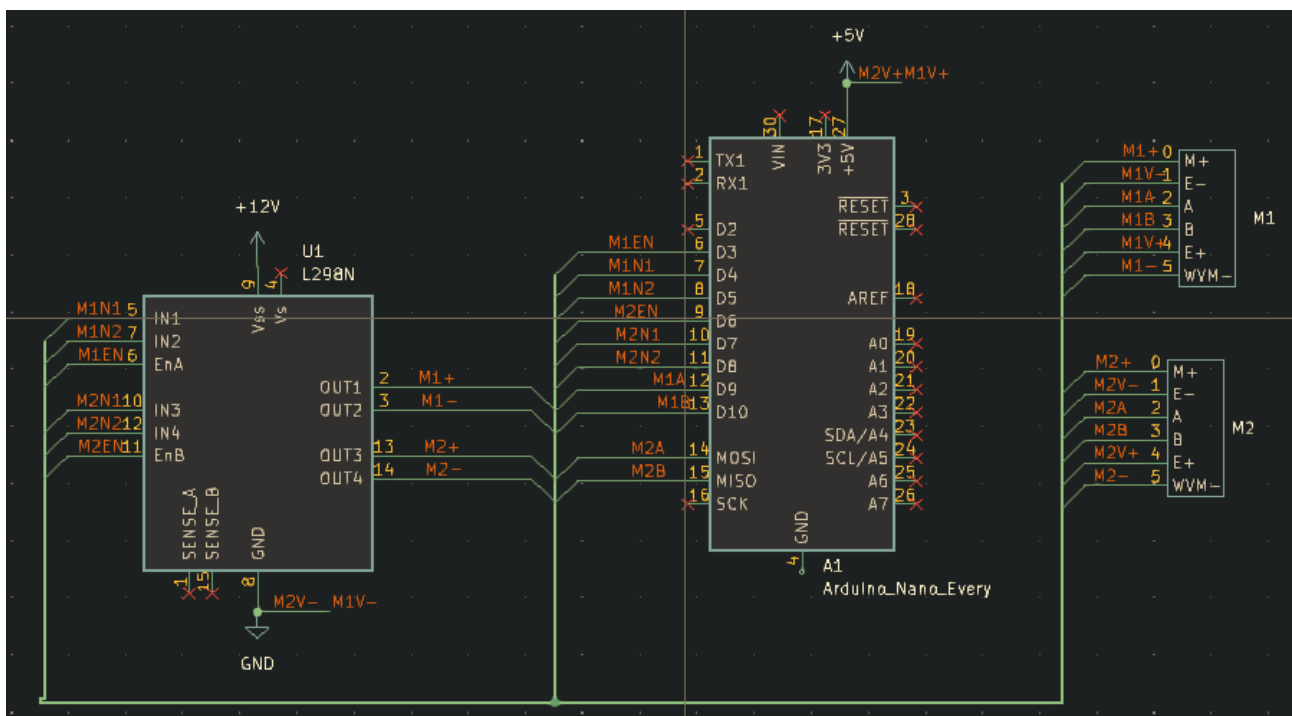 +5V
M2V+M1V+
30
17
27
VIN
3V3
+5V
1
TX1
2
RX1
5
D2
M1EN
6
D3
M1N1
7
D4
M1N2
8
D5
M2EN
9
D6
M2N1
10
D7
M2N2
11
D8
M1A
12
D9
M1B
13
D10
M2A
14
MOSI
M2B
15
MISO
16
SCK
RESET
3
RESET
28
AREF
18
A0
19
A1
20
A2
21
A3
22
SDA/A4
23
SCL/A5
24
A6
25
A7
26
GND
4
A1
Arduino_Nano_Every
+12V
U1
L298N
9
4
Vss
Vs
M1N1 5
IN1
M1N2 7
IN2
M1EN 6
EnA
M2N1 10
IN3
M2N2 12
IN4
M2EN 11
EnB
OUT1
2
M1+
OUT2
3
M1-
OUT3
13
M2+
OUT4
14
M2-
SENSE_A
SENSE_B
GND
1
15
8
M2V-
M1V-
GND
M1+ 0
M+
M1V- 1
E-
M1A 2
A
M1B 3
B
M1V+ 4
E+
M1- 5
WVM-
M1
M2+ 0
M+
M2V- 1
E-
M2A 2
A
M2B 3
B
M2V+ 4
E+
M2- 5
WVM-
M2